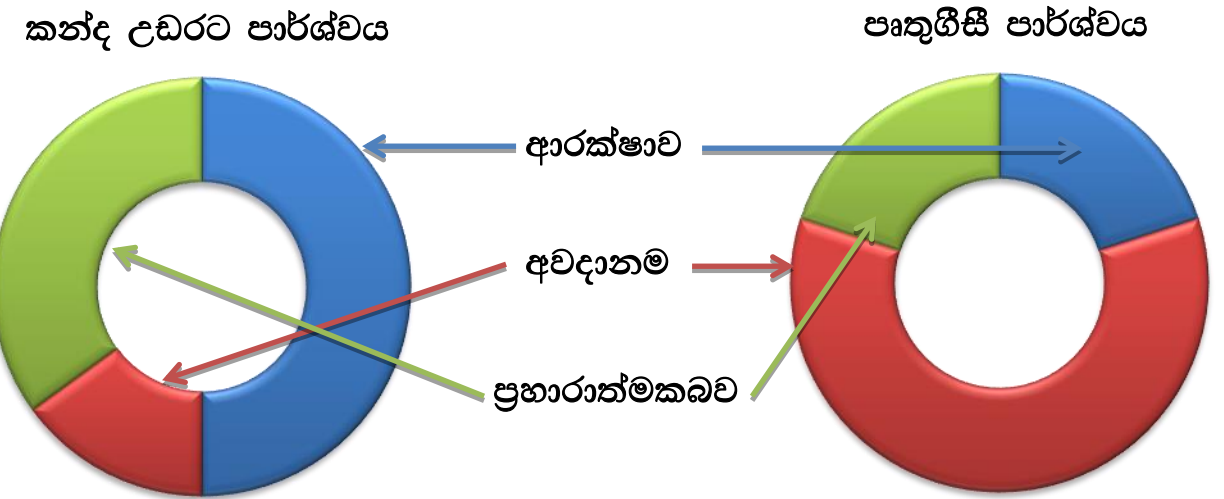 කන්ද උඩරට පාර්ශ්වය
පෘතුගීසී පාර්ශ්වය
ආරක්ෂාව
අවදානම
ප්‍රහාරාත්මකබව